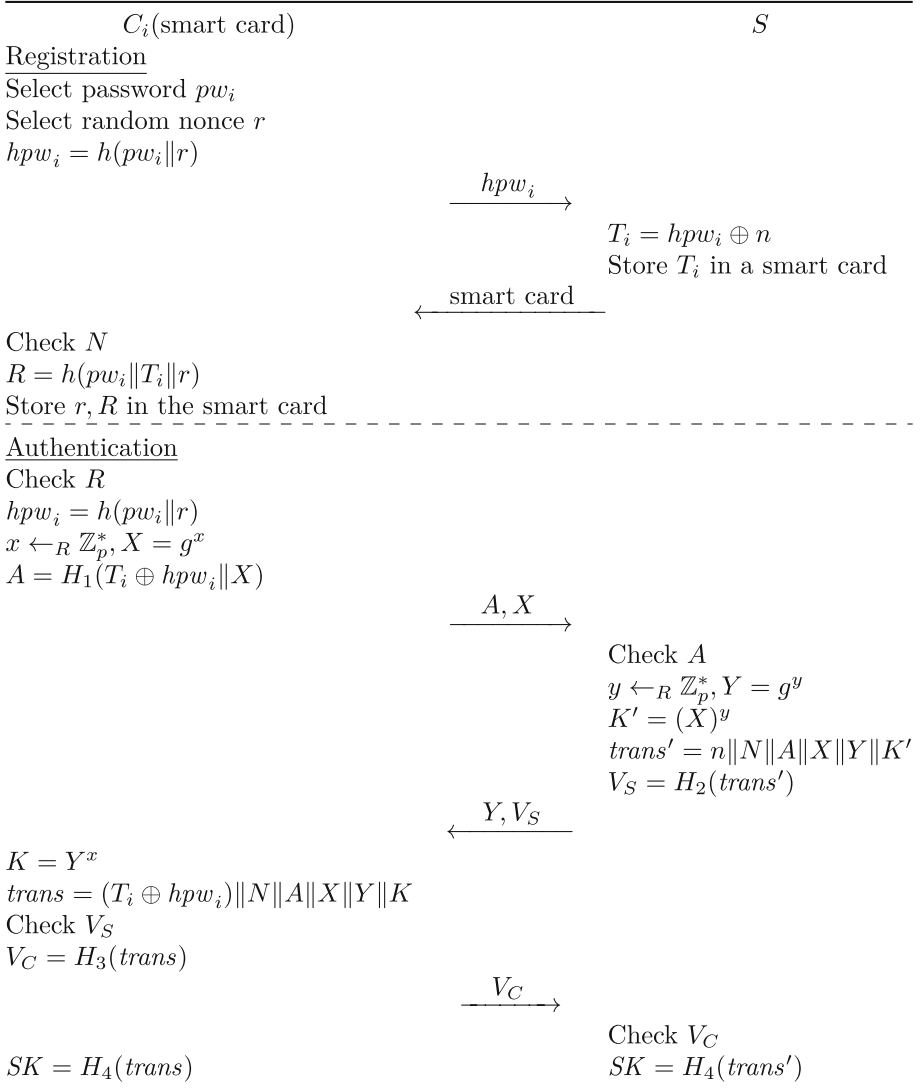 C_i(smart card) S
Registration
Select password pw_i
Select random nonce r
hpw_i = h(pw_i‖r)
hpw_i
T_i = hpw_i ⊕ n
Store T_i in a smart card
smart card
Check N
R = h(pw_i‖T_i‖r)
Store r, R in the smart card
Authentication
Check R
hpw_i = h(pw_i‖r)
x ←_R ℤ_p^*, X = g^x
A = H_1(T_i ⊕ hpw_i‖X)
A, X
Check A
y ←_R ℤ_p^*, Y = g^y
K′ = (X)^y
trans′ = n‖N‖A‖X‖Y‖K′
V_S = H_2(trans′)
Y, V_S
K = Y^x
trans = (T_i ⊕ hpw_i)‖N‖A‖X‖Y‖K
Check V_S
V_C = H_3(trans)
V_C
Check V_C
SK = H_4(trans) SK = H_4(trans′)